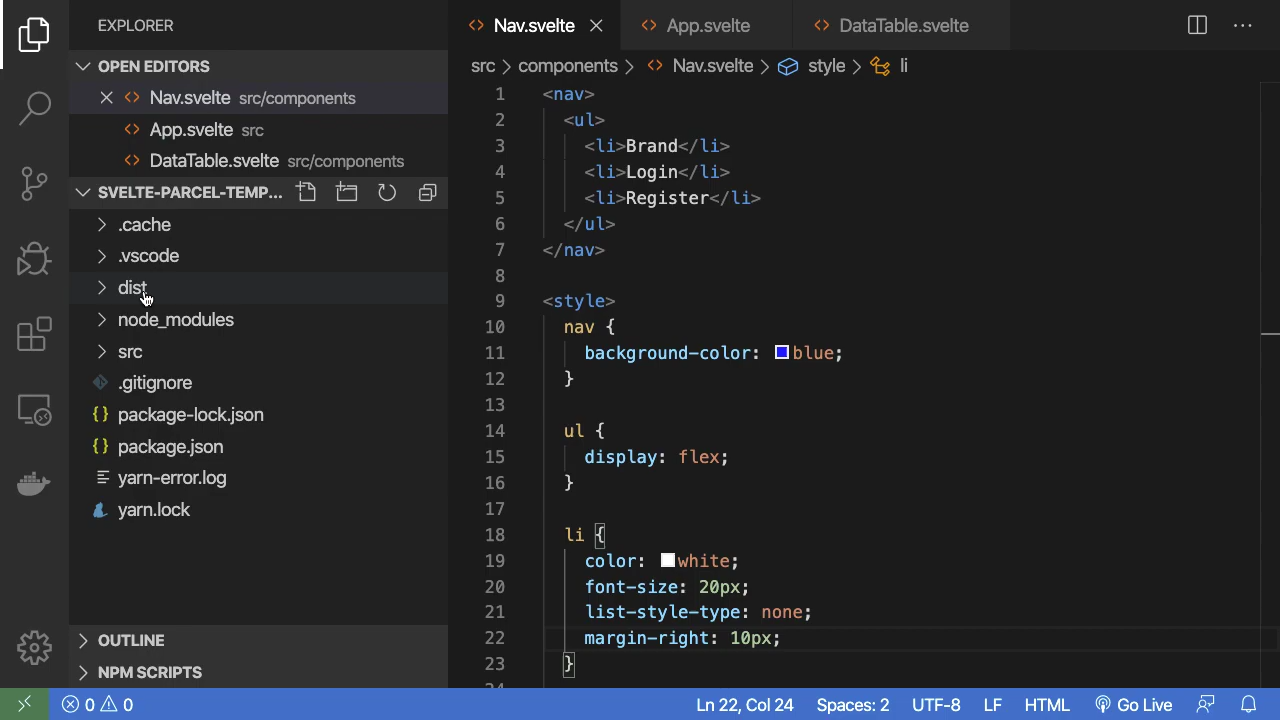 EXPLORER
OPEN EDITORS
Nav.svelte src/components
App.svelte src
DataTable.svelte src/components
SVELTE-PARCEL-TEMP...
.cache
.vscode
dist
node_modules
src
.gitignore
package-lock.json
package.json
yarn-error.log
yarn.lock
OUTLINE
NPM SCRIPTS
Nav.svelte App.svelte DataTable.svelte
src > components > Nav.svelte > style > li
1 <nav>
2 <ul>
3 <li>Brand</li>
4 <li>Login</li>
5 <li>Register</li>
6 </ul>
7 </nav>
8
9 <style>
10 nav {
11 background-color: blue;
12 }
13
14 ul {
15 display: flex;
16 }
17
18 li {
19 color: white;
20 font-size: 20px;
21 list-style-type: none;
22 margin-right: 10px;
23 }
0 0 Ln 22, Col 24 Spaces: 2 UTF-8 LF HTML Go Live